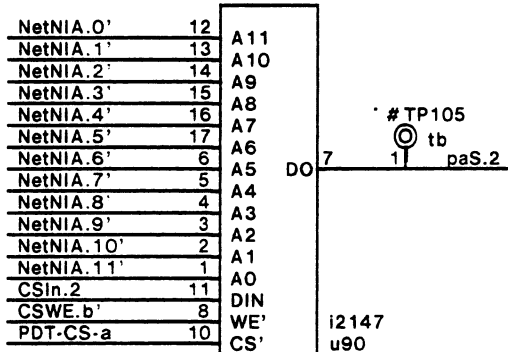 NetNIA.0' 12 A11
NetNIA.1' 13 A10
NetNIA.2' 14 A9
NetNIA.3' 15 A8
NetNIA.4' 16 A7
NetNIA.5' 17 A6
NetNIA.6' 6 A5 DO 7 1 paS.2
# TP105
tb
NetNIA.7' 5 A4
NetNIA.8' 4 A3
NetNIA.9' 3 A2
NetNIA.10' 2 A1
NetNIA.11' 1 A0
CSIn.2 11 DIN
CSWE.b' 8 WE' i2147
PDT-CS-a 10 CS' u90